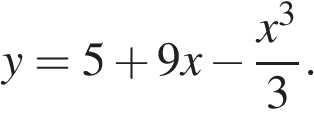 y = 5 + 9x − x³/3.